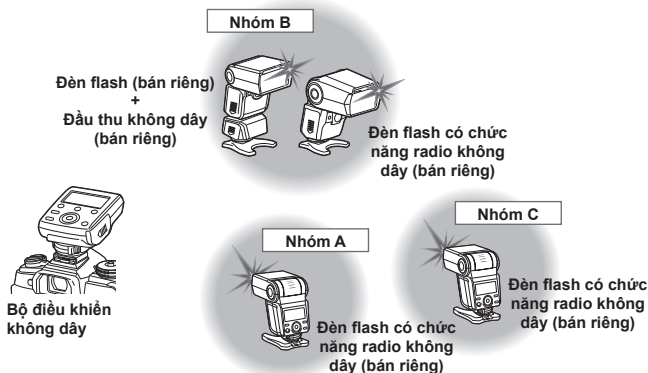 Nhóm B
Đèn flash (bán riêng)
+
Đầu thu không dây
(bán riêng)
Đèn flash có chức
năng radio không
dây (bán riêng)
Bộ điều khiển
không dây
Nhóm A
Đèn flash có chức
năng radio không
dây (bán riêng)
Nhóm C
Đèn flash có chức
năng radio không
dây (bán riêng)